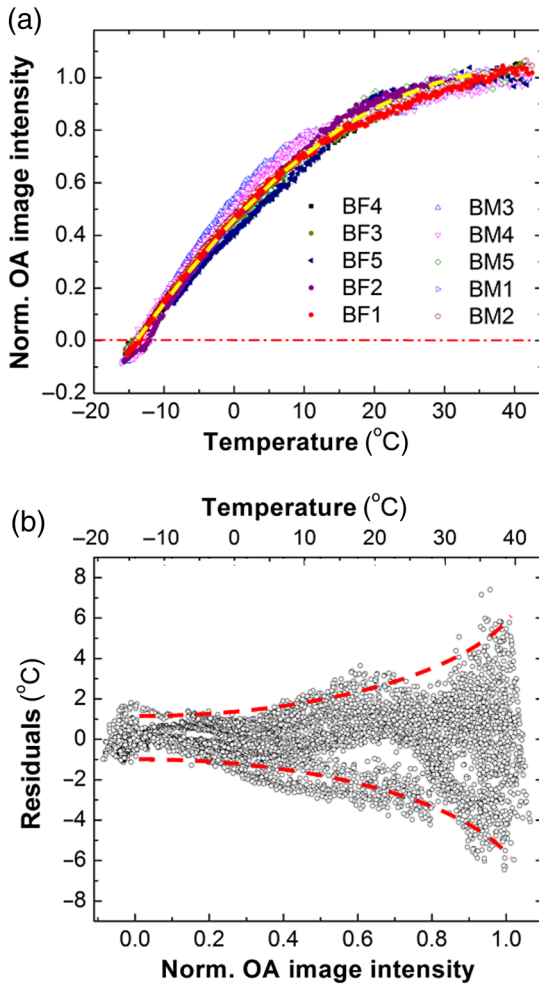 (a)
Norm. OA image intensity
1.0
0.8
0.6
0.4
0.2
0.0
–0.2
BF4 BM3
BF3 BM4
BF5 BM5
BF2 BM1
BF1 BM2
–20 –10 0 10 20 30 40
Temperature (°C)
(b)
Temperature (°C)
–20 –10 0 10 20 30 40
Residuals (°C)
8
6
4
2
0
–2
–4
–6
–8
0.0 0.2 0.4 0.6 0.8 1.0
Norm. OA image intensity